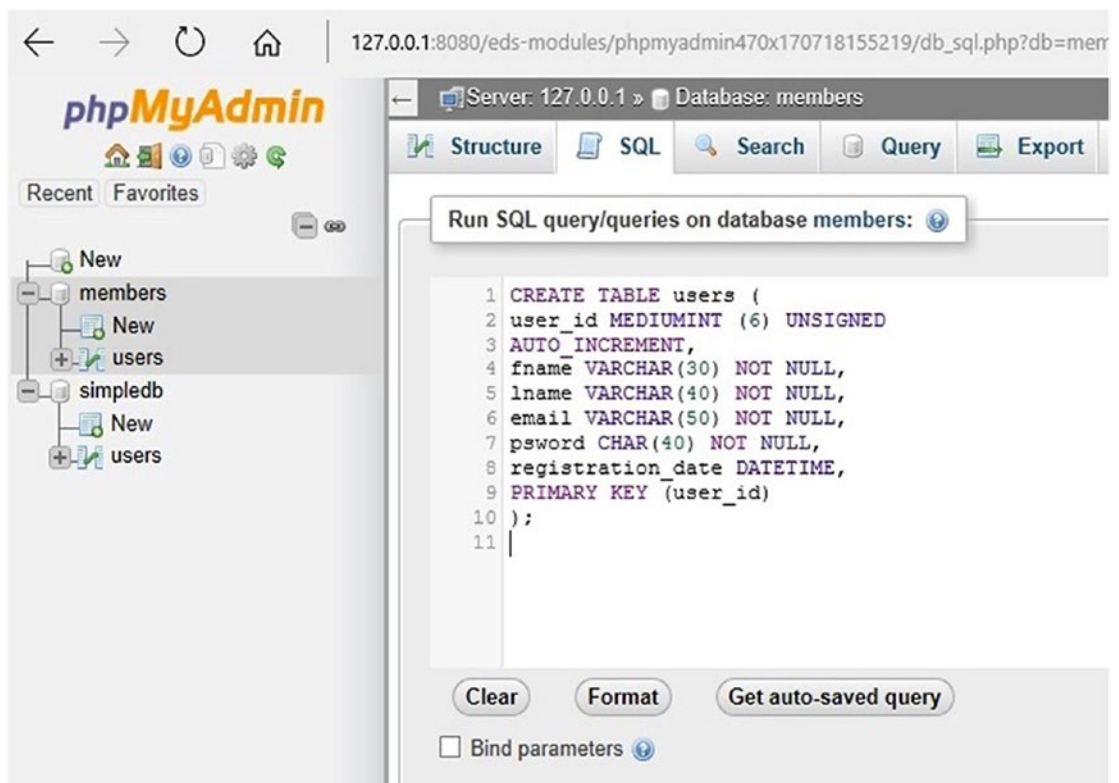 127.0.0.1:8080/eds-modules/phpmyadmin470x170718155219/db_sql.php?db=mem
phpMyAdmin
Recent Favorites
New
members
New
users
simpledb
New
users
Server: 127.0.0.1 » Database: members
Structure SQL Search Query Export
Run SQL query/queries on database members:
1 CREATE TABLE users (
2 user_id MEDIUMINT (6) UNSIGNED
3 AUTO_INCREMENT,
4 fname VARCHAR(30) NOT NULL,
5 lname VARCHAR(40) NOT NULL,
6 email VARCHAR(50) NOT NULL,
7 psword CHAR(40) NOT NULL,
8 registration_date DATETIME,
9 PRIMARY KEY (user_id)
10 );
11
Clear Format Get auto-saved query
Bind parameters